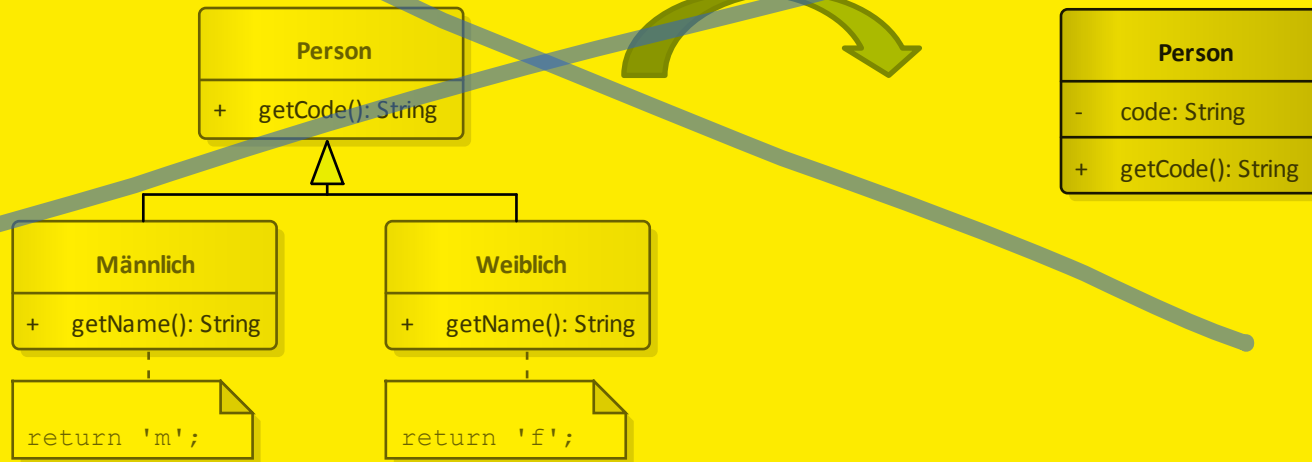 Person
+ getCode(): String
Männlich
+ getName(): String
return 'm';
Weiblich
+ getName(): String
return 'f';
Person
- code: String
+ getCode(): String